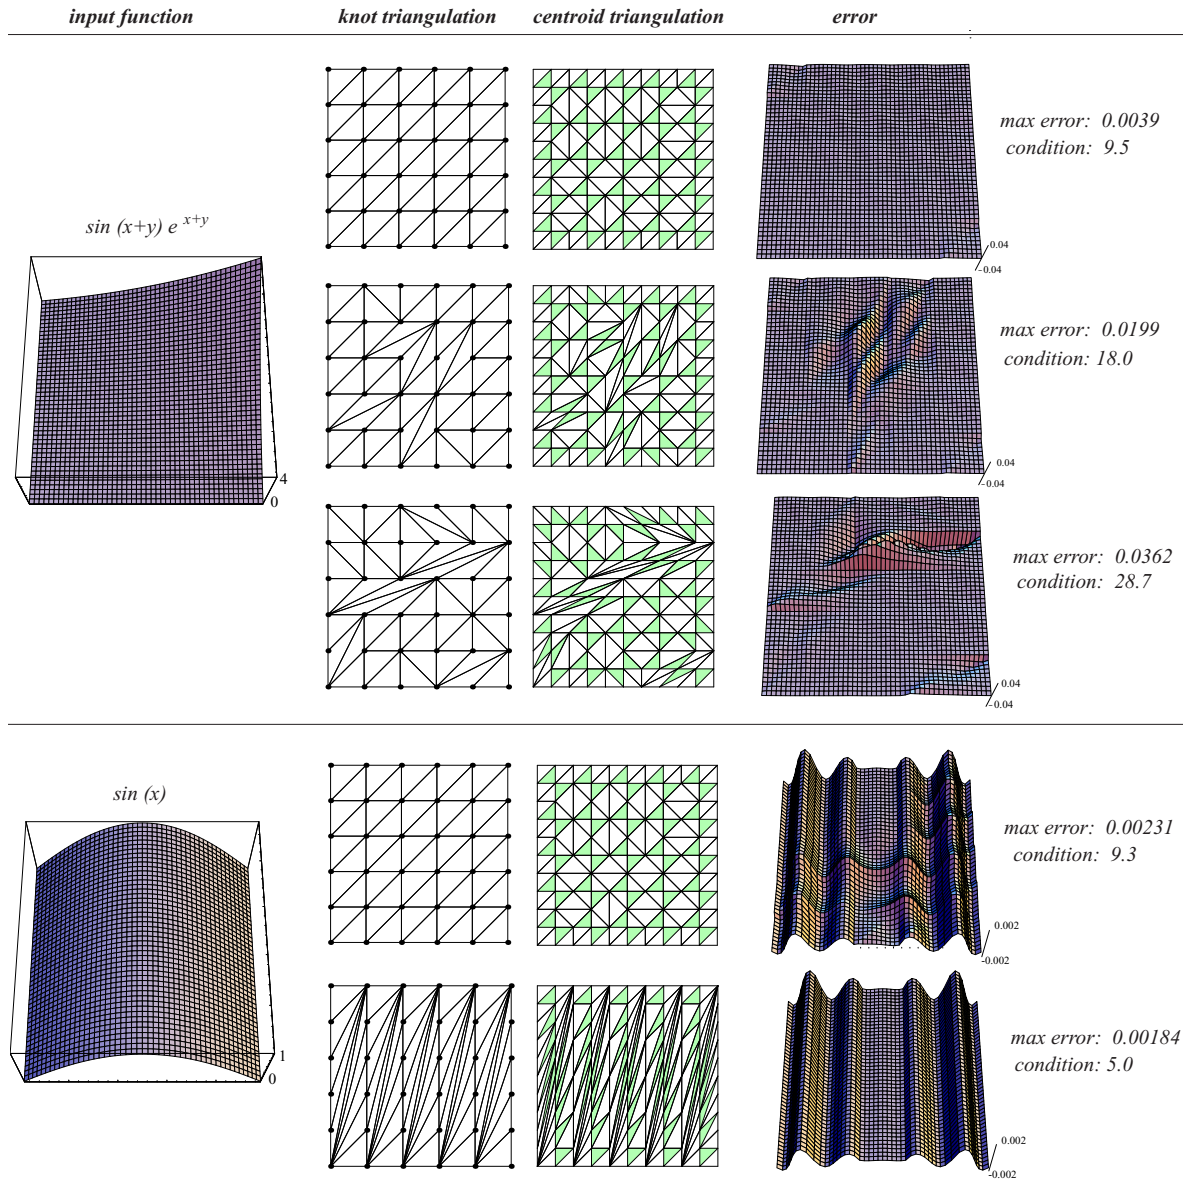 input function knot triangulation centroid triangulation error
max error: 0.0039
condition: 9.5
sin (x+y) e x+y
0.04
-0.04
4
0
max error: 0.0199
condition: 18.0
0.04
-0.04
max error: 0.0362
condition: 28.7
0.04
-0.04
sin (x)
max error: 0.00231
condition: 9.3
0.002
-0.002
1
0
max error: 0.00184
condition: 5.0
0.002
-0.002